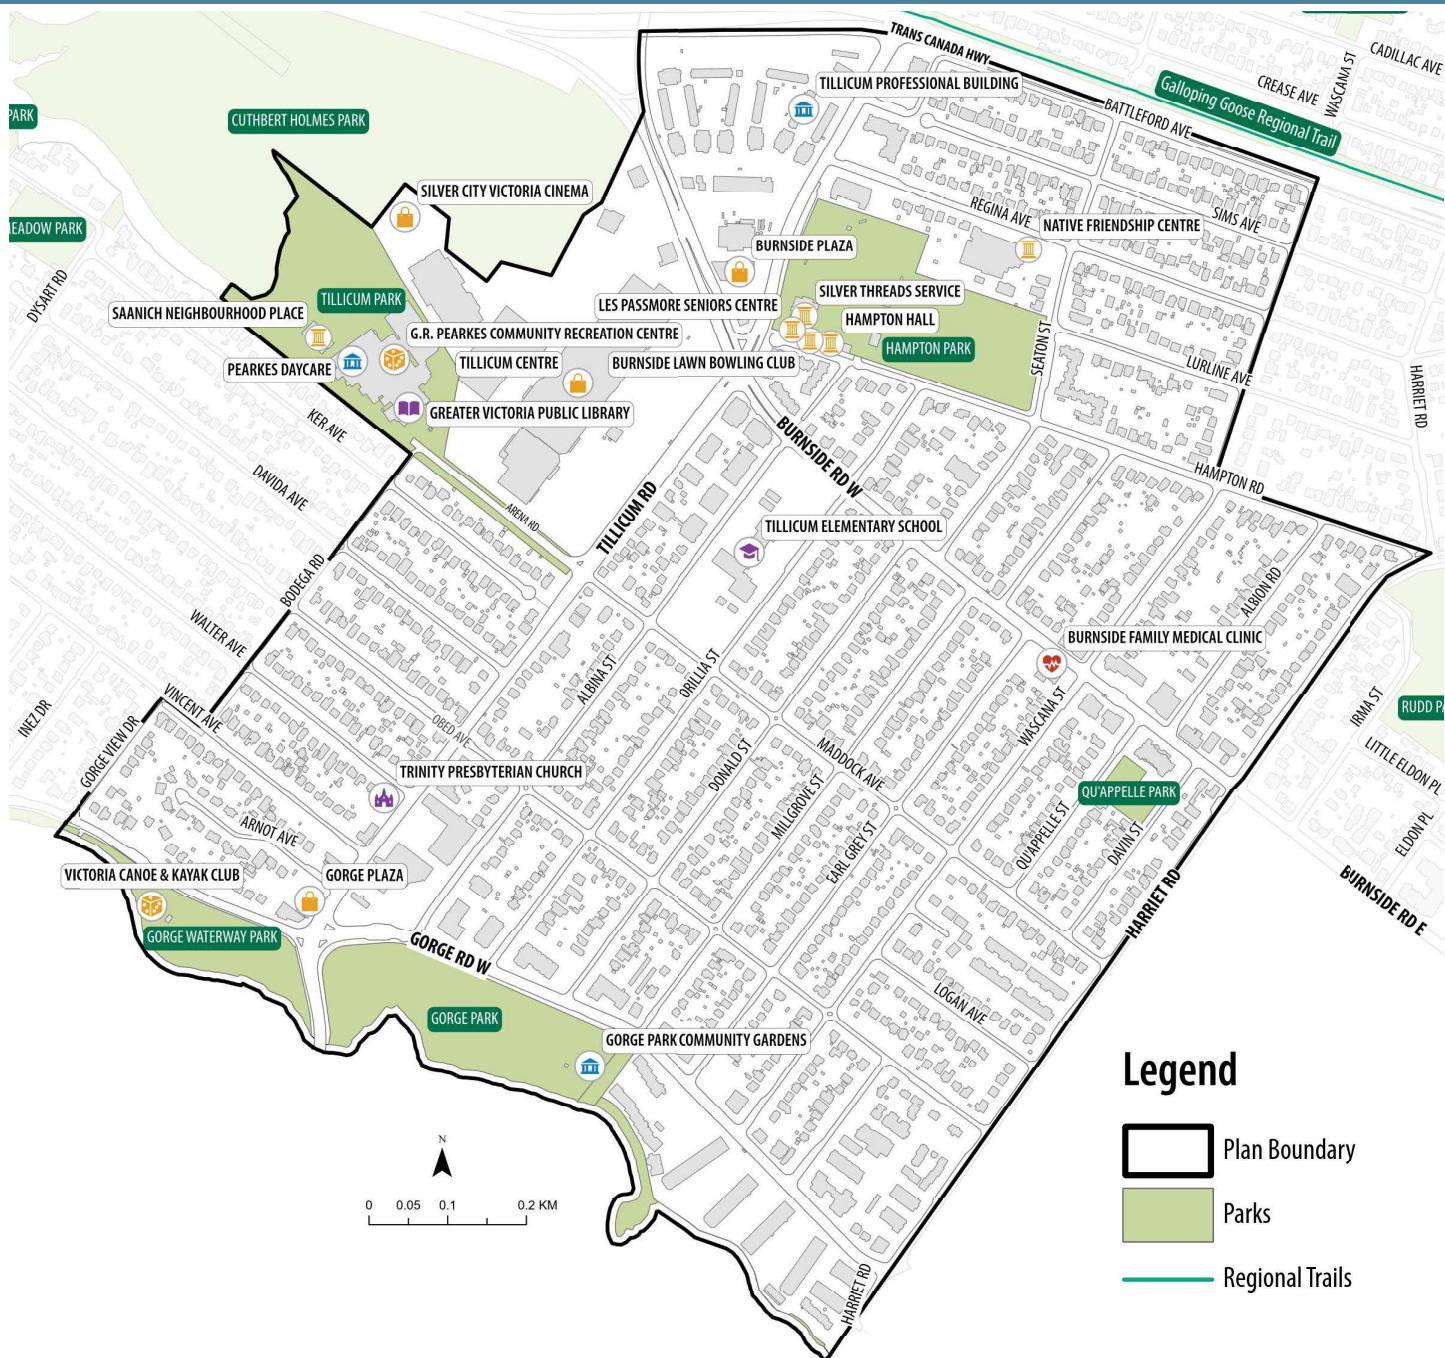 TRANS CANADA HWY
CADILLAC AVE
WASCANA ST
CREASE AVE
Galloping Goose Regional Trail
BATTLEFORD AVE
TILLICUM PROFESSIONAL BUILDING
PARK
CUTHBERT HOLMES PARK
SILVER CITY VICTORIA CINEMA
REGINA AVE
SIMS AVE
NATIVE FRIENDSHIP CENTRE
MEADOW PARK
BURNSIDE PLAZA
DYSART RD
TILLICUM PARK
SILVER THREADS SERVICE
LES PASSMORE SENIORS CENTRE
SAANICH NEIGHBOURHOOD PLACE
HAMPTON HALL
G.R. PEARKES COMMUNITY RECREATION CENTRE
HAMPTON PARK
SEATON ST
PEARKES DAYCARE
TILLICUM CENTRE
BURNSIDE LAWN BOWLING CLUB
LURLINE AVE
HARRIET RD
GREATER VICTORIA PUBLIC LIBRARY
KER AVE
BURNSIDE RD W
DAVIDA AVE
HAMPTON RD
ARENA RD
TILLICUM RD
TILLICUM ELEMENTARY SCHOOL
BODEGA RD
ALBION RD
WALTER AVE
BURNSIDE FAMILY MEDICAL CLINIC
ALBINA ST
ORILLIA ST
VINCENT AVE
INEZ DR
GORGE VIEW DR
OBED AVE
WASCANA ST
IRMA ST
RUDD PA
DONALD ST
MADDOCK AVE
LITTLE ELDON PL
TRINITY PRESBYTERIAN CHURCH
QU'APPELLE PARK
MILLGROVE ST
ARNOT AVE
EARL GREY ST
QU'APPELLE ST
DAVIN ST
ELDON PL
VICTORIA CANOE & KAYAK CLUB
GORGE PLAZA
HARRIET RD
BURNSIDE RD E
GORGE WATERWAY PARK
GORGE RD W
LOGAN AVE
GORGE PARK
GORGE PARK COMMUNITY GARDENS
Legend
N
Plan Boundary
0 0.05 0.1 0.2 KM
Parks
Regional Trails
HARRIET RD